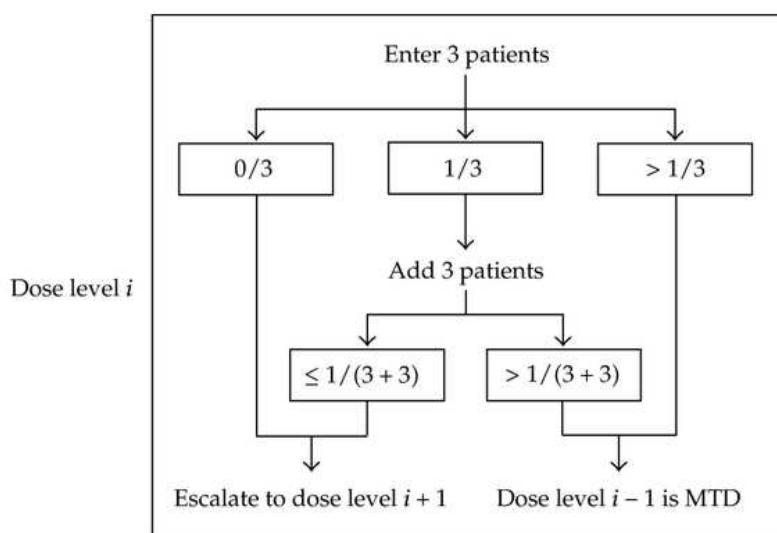 Enter 3 patients
0/3
1/3
> 1/3
Dose level i
Add 3 patients
≤ 1/(3 + 3)
> 1/(3 + 3)
Escalate to dose level i + 1
Dose level i − 1 is MTD